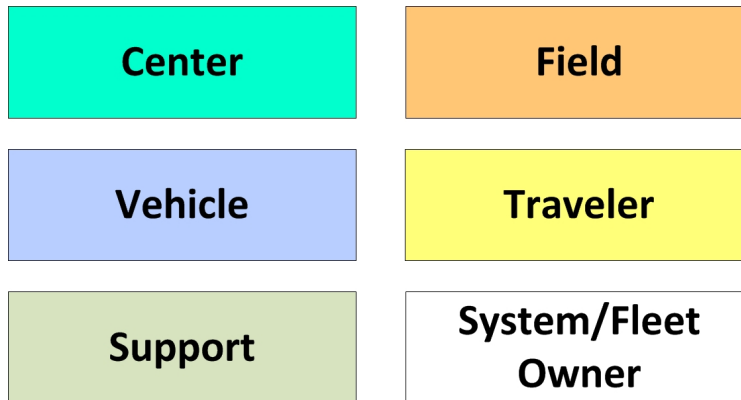 Center
Field
Vehicle
Traveler
Support
System/Fleet
Owner